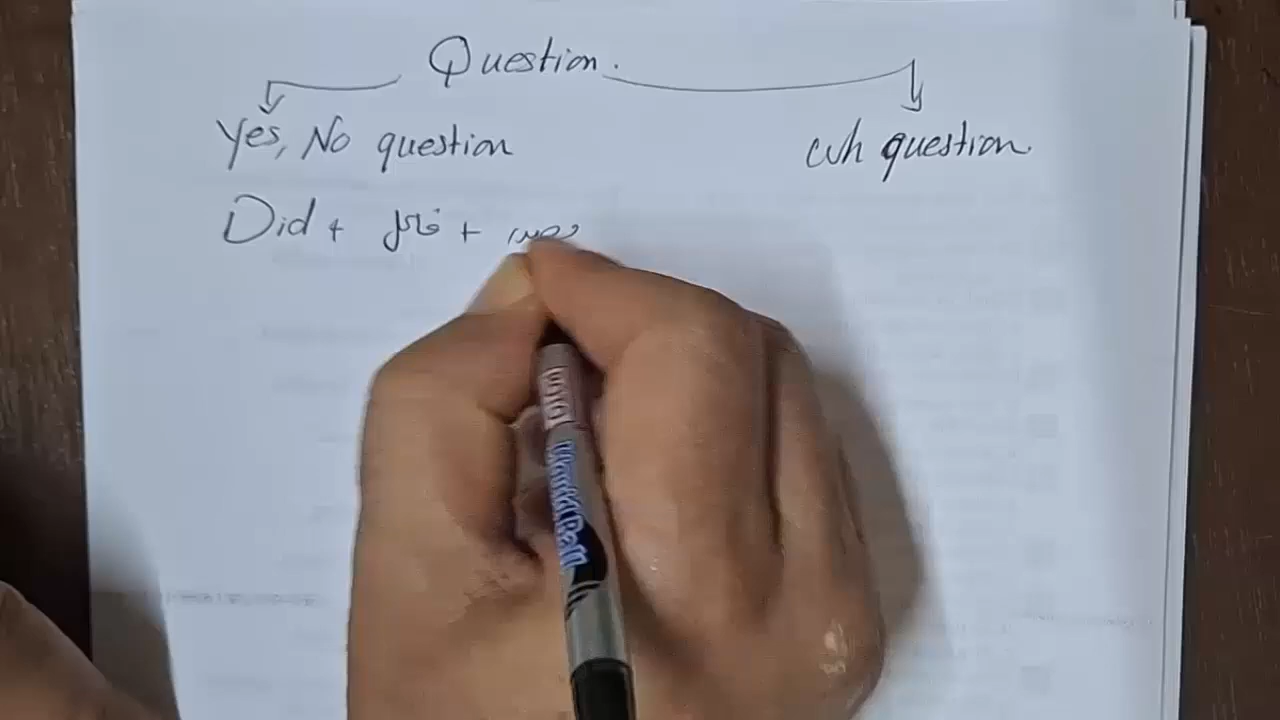 Question.
Yes, No question
Wh question.
Did + فاعل +